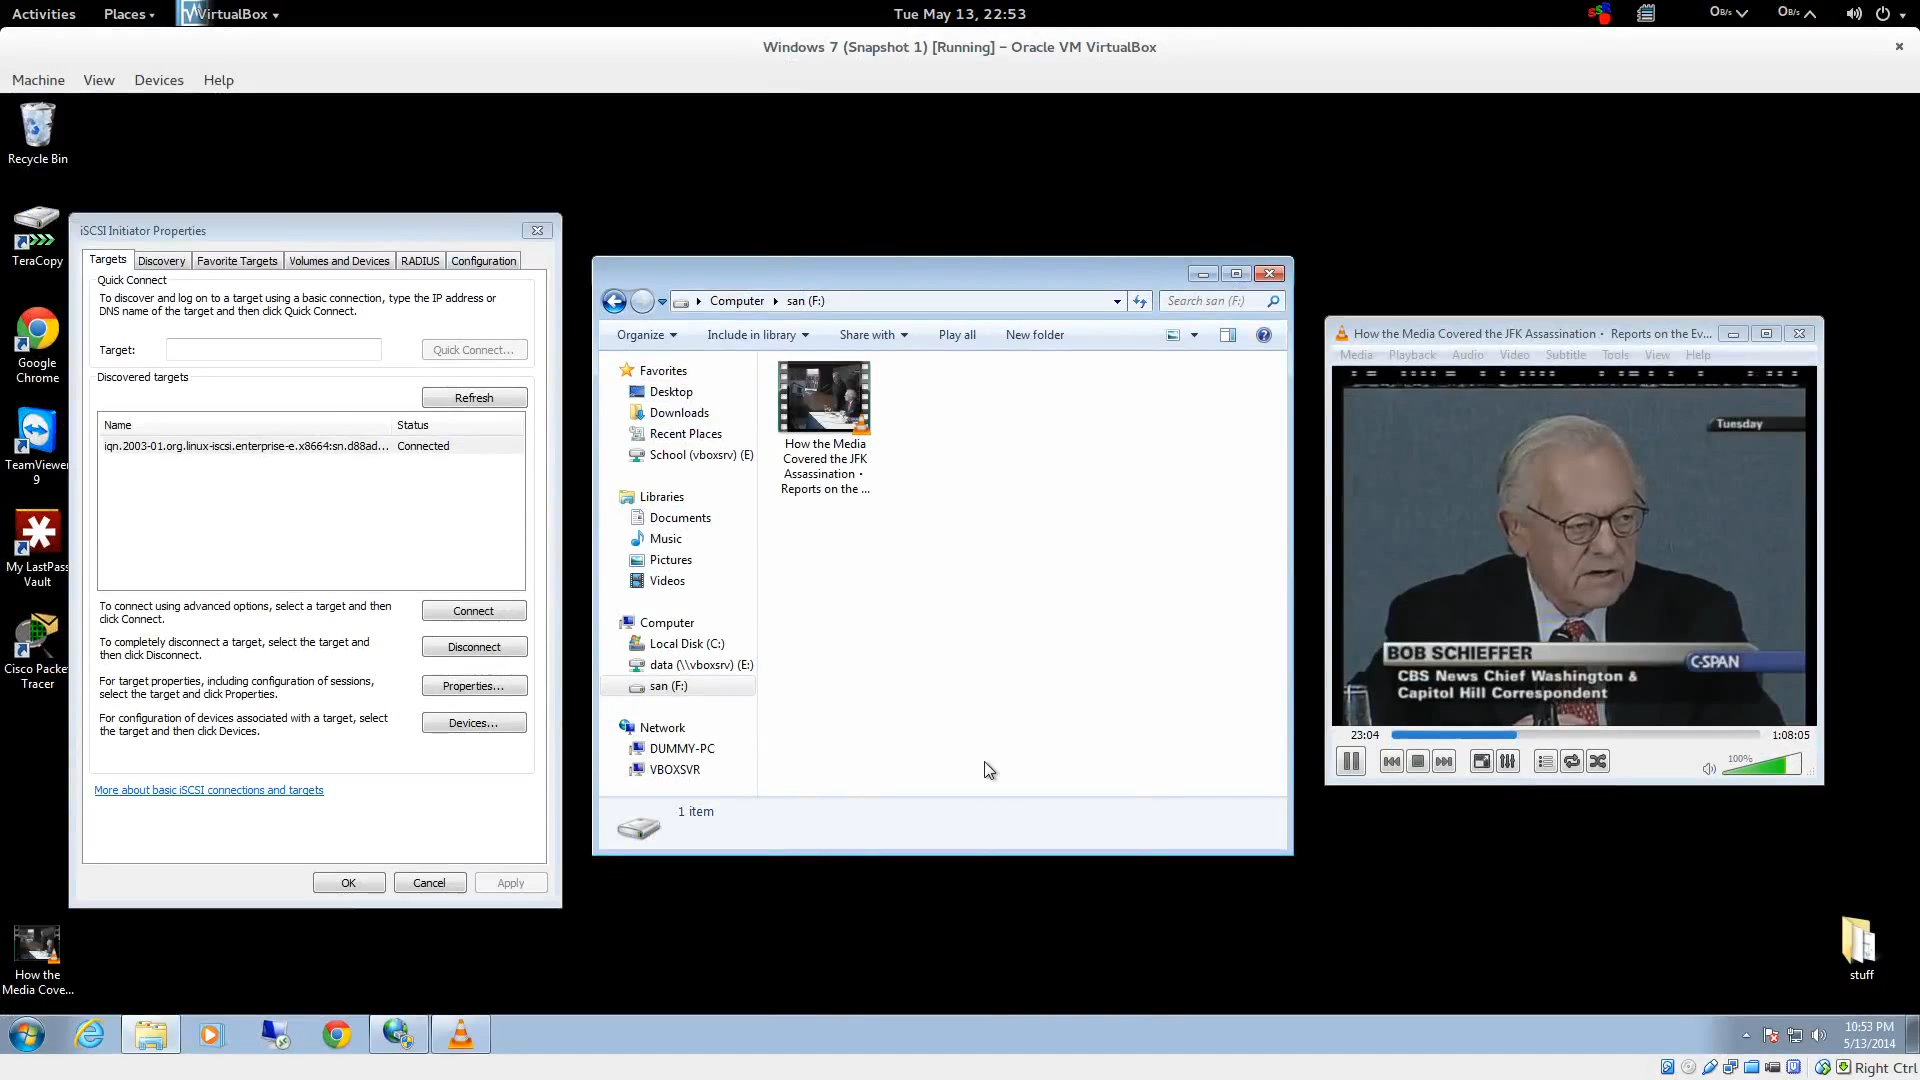 Activities
Places
VirtualBox
Tue May 13, 22:53
0B/s
0B/s
Windows 7 (Snapshot 1) [Running] – Oracle VM VirtualBox
Machine
View
Devices
Help
Recycle Bin
TeraCopy
Google
Chrome
TeamViewer
9
My LastPass
Vault
Cisco Packe
Tracer
How the
Media Cove...
iSCSI Initiator Properties
Targets
Discovery
Favorite Targets
Volumes and Devices
RADIUS
Configuration
Quick Connect
To discover and log on to a target using a basic connection, type the IP address or
DNS name of the target and then click Quick Connect.
Target:
Quick Connect...
Discovered targets
Refresh
Name
Status
iqn.2003-01.org.linux-iscsi.enterprise-e.x8664:sn.d88ad...
Connected
To connect using advanced options, select a target and then
click Connect.
Connect
To completely disconnect a target, select the target and
then click Disconnect.
Disconnect
For target properties, including configuration of sessions,
select the target and click Properties.
Properties...
For configuration of devices associated with a target, select
the target and then click Devices.
Devices...
More about basic iSCSI connections and targets
OK
Cancel
Apply
Computer
san (F:)
Search san (F:)
Organize
Include in library
Share with
Play all
New folder
Favorites
Desktop
Downloads
Recent Places
School (vboxsrv) (E)
Libraries
Documents
Music
Pictures
Videos
Computer
Local Disk (C:)
data (\\vboxsrv) (E:)
san (F:)
Network
DUMMY-PC
VBOXSVR
How the Media
Covered the JFK
Assassination •
Reports on the ...
1 item
How the Media Covered the JFK Assassination • Reports on the Ev...
Media
Playback
Audio
Video
Subtitle
Tools
View
Help
Tuesday
BOB SCHIEFFER
C-SPAN
CBS News Chief Washington &
Capitol Hill Correspondent
23:04
1:08:05
100%
stuff
10:53 PM
5/13/2014
Right Ctrl